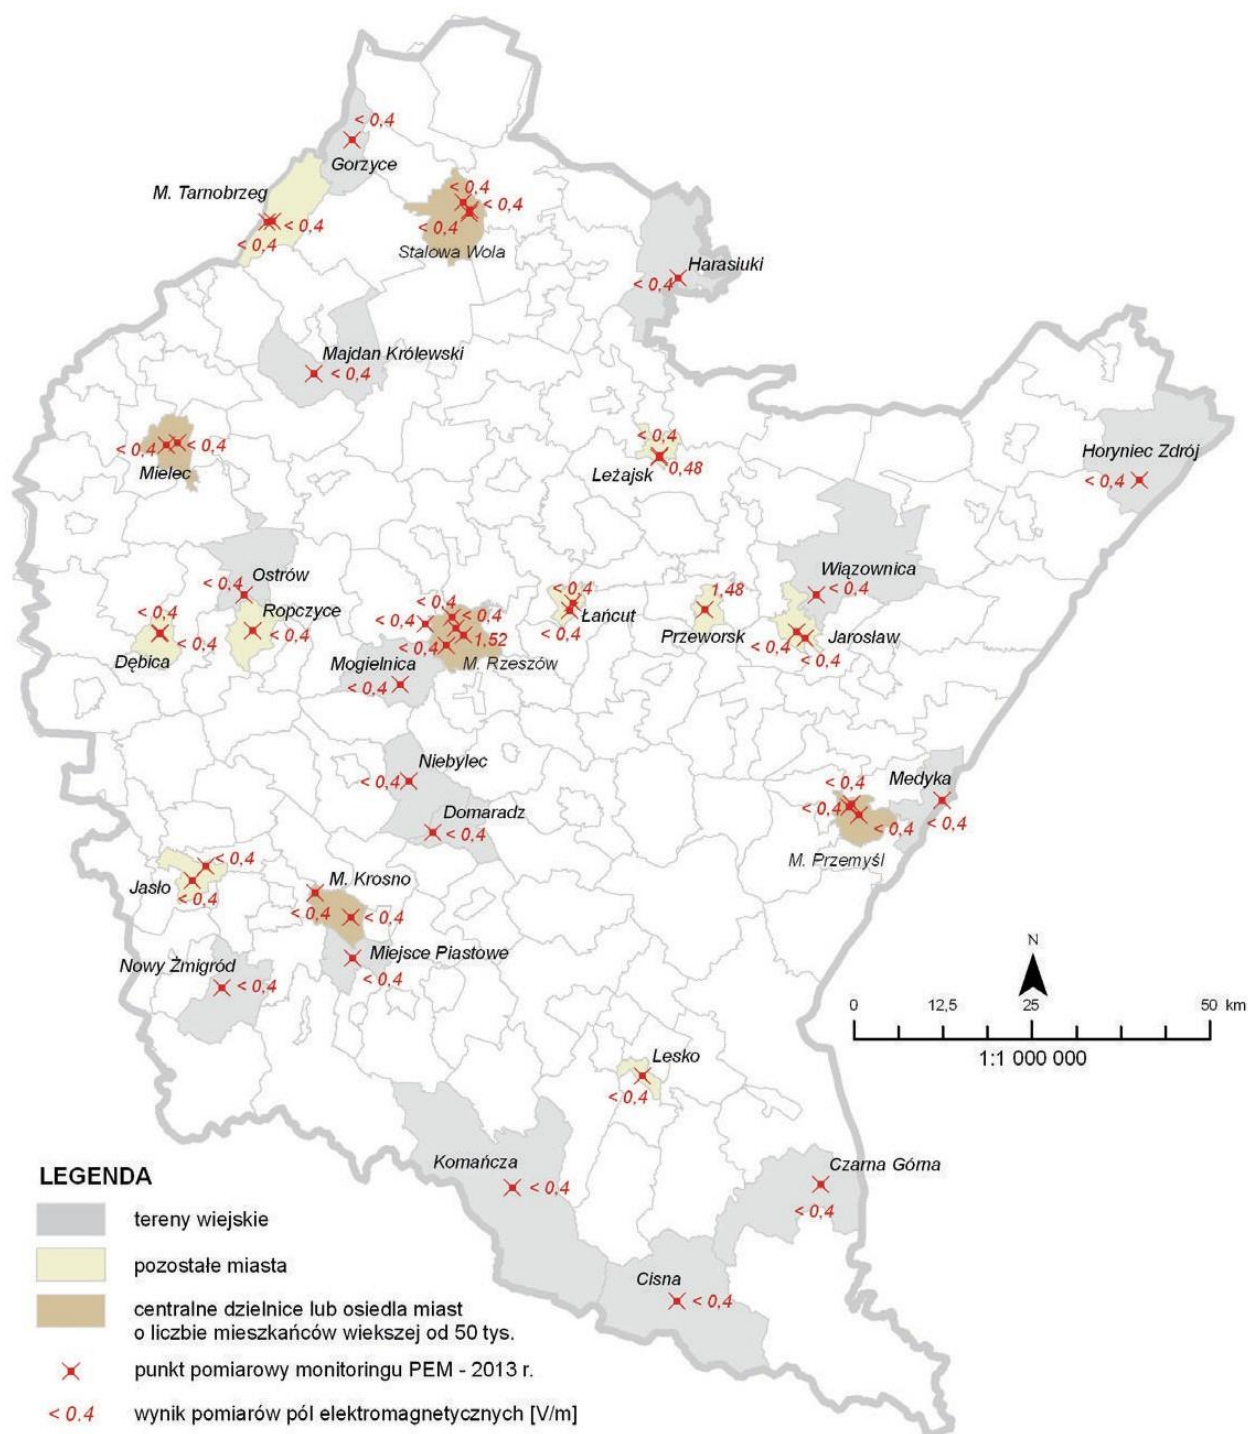 < 0,4
Gorzyce
M. Tarnobrzeg
< 0,4
< 0,4
< 0,4
< 0,4
< 0,4
Stalowa Wola
Harasiuki
< 0,4
Majdan Królewski
< 0,4
< 0,4
< 0,4
Mielec
< 0,4
Leżajsk
0,48
Horyniec Zdrój
< 0,4
Ostrów
< 0,4
Ropczyce
< 0,4
< 0,4
< 0,4
Dębica
< 0,4
< 0,4
< 0,4
1,52
< 0,4
M. Rzeszów
Mogielnica
< 0,4
< 0,4
Łańcut
< 0,4
1,48
Przeworsk
Wiązownica
< 0,4
Jarosław
< 0,4
< 0,4
Niebylec
< 0,4
Domaradz
< 0,4
Medyka
< 0,4
< 0,4
< 0,4
< 0,4
M. Przemyśl
< 0,4
Jasło
< 0,4
M. Krosno
< 0,4
< 0,4
Miejsce Piastowe
< 0,4
Nowy Żmigród
< 0,4
N
0 12,5 25 50 km
1:1 000 000
Lesko
< 0,4
Komańcza
< 0,4
Czarna Górna
< 0,4
Cisna
< 0,4
LEGENDA
tereny wiejskie
pozostałe miasta
centralne dzielnice lub osiedla miast
o liczbie mieszkańców wiekszej od 50 tys.
punkt pomiarowy monitoringu PEM - 2013 r.
< 0.4 wynik pomiarów pól elektromagnetycznych [V/m]